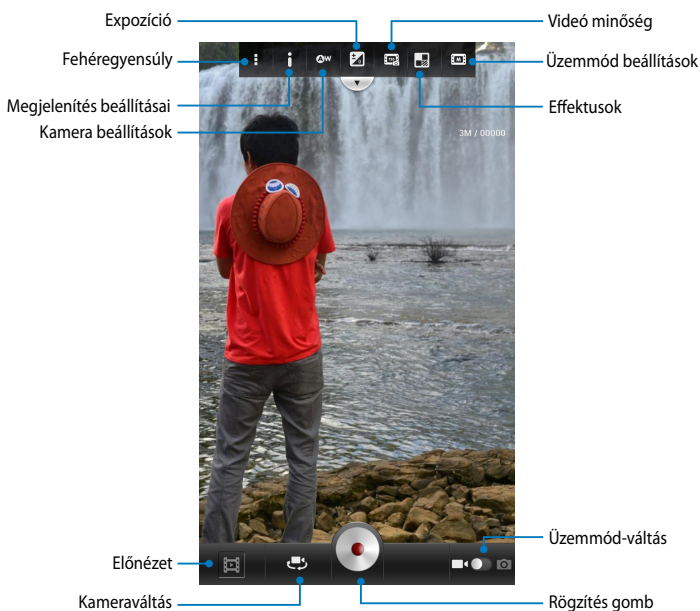 Expozíció
Videó minőség
Fehéregyensúly
Üzemmód beállítások
Megjelenítés beállításai
Effektusok
Kamera beállítások
3M / 00000
Üzemmód-váltás
Előnézet
Kameraváltás
Rögzítés gomb